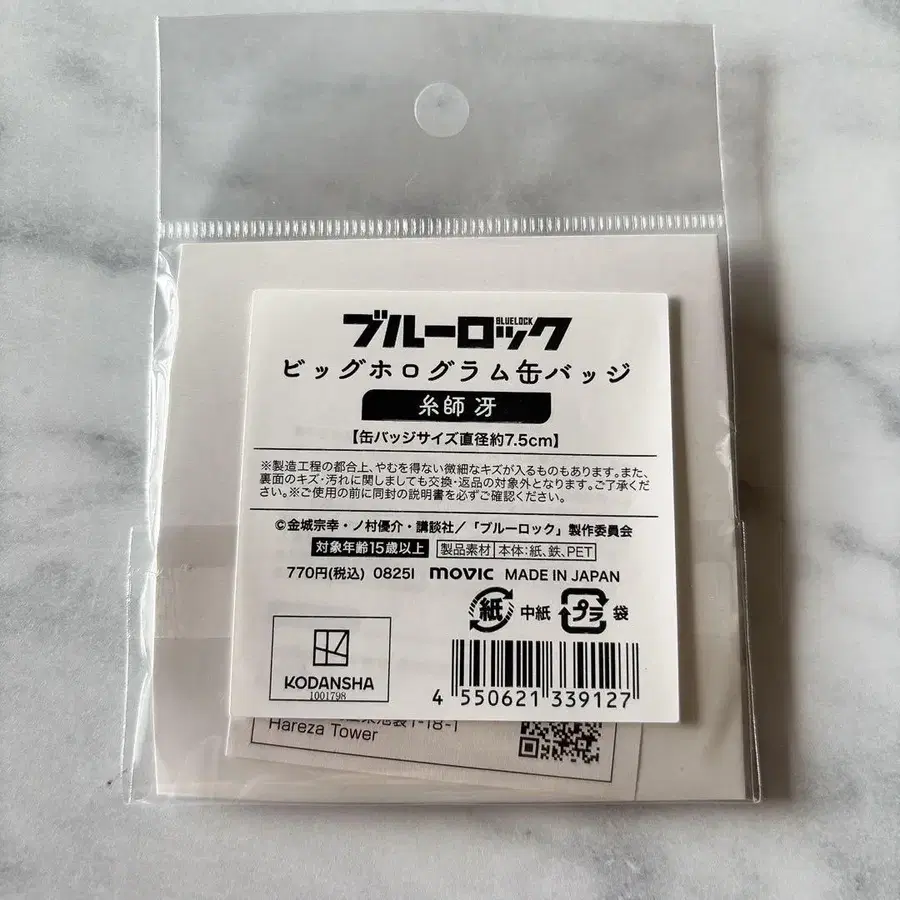 ブルーロック
BLUELOCK
ビッグホログラム缶バッジ
糸師 冴
【缶バッジサイズ直径約7.5cm】
※製造工程の都合上、やむを得ない微細なキズが入るものもあります。また、
裏面のキズ・汚れに関しましても交換・返品の対象外となります。ご了承くだ
さい。※ご使用の前に同封の説明書を必ずご確認ください。
©金城宗幸・ノ村優介・講談社/「ブルーロック」製作委員会
対象年齢15歳以上 製品素材 本体:紙、鉄、PET
770円(税込) 0825I movic MADE IN JAPAN
紙 中紙 プラ 袋
KODANSHA
1001798
4 550621 339127
東池袋1-18-1
Hareza Tower